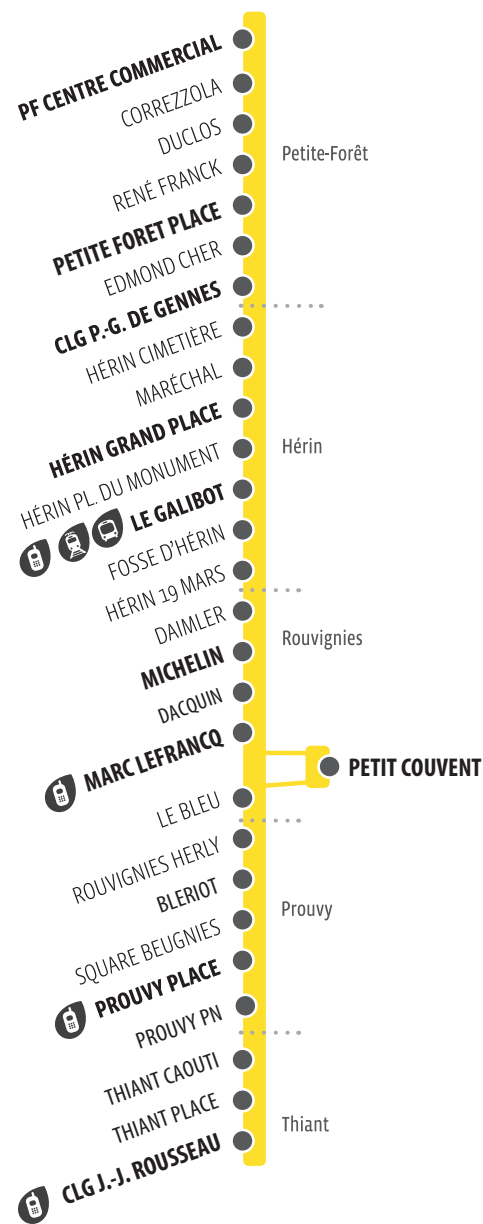 PF CENTRE COMMERCIAL
CORREZZOLA
DUCLOS
Petite-Forêt
RENÉ FRANCK
PETITE FORET PLACE
EDMOND CHER
CLG P.-G. DE GENNES
HÉRIN CIMETIÈRE
MARÉCHAL
HÉRIN GRAND PLACE
Hérin
HÉRIN PL. DU MONUMENT
LE GALIBOT
FOSSE D'HÉRIN
HÉRIN 19 MARS
DAIMLER
Rouvignies
MICHELIN
DACQUIN
MARC LEFRANCQ
PETIT COUVENT
LE BLEU
ROUVIGNIES HERLY
BLERIOT
Prouvy
SQUARE BEUGNIES
PROUVY PLACE
PROUVY PN
THIANT CAOUTI
THIANT PLACE
Thiant
CLG J.-J. ROUSSEAU